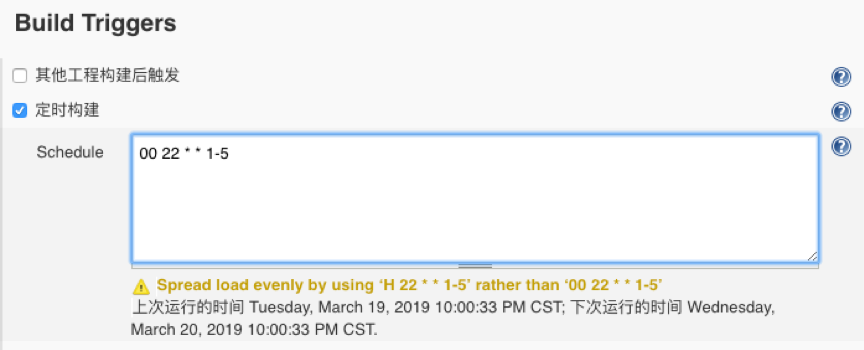 Build Triggers
其他工程构建后触发
定时构建
Schedule
00 22 * * 1-5
Spread load evenly by using ‘H 22 * * 1-5’ rather than ‘00 22 * * 1-5’
上次运行的时间 Tuesday, March 19, 2019 10:00:33 PM CST; 下次运行的时间 Wednesday,
March 20, 2019 10:00:33 PM CST.